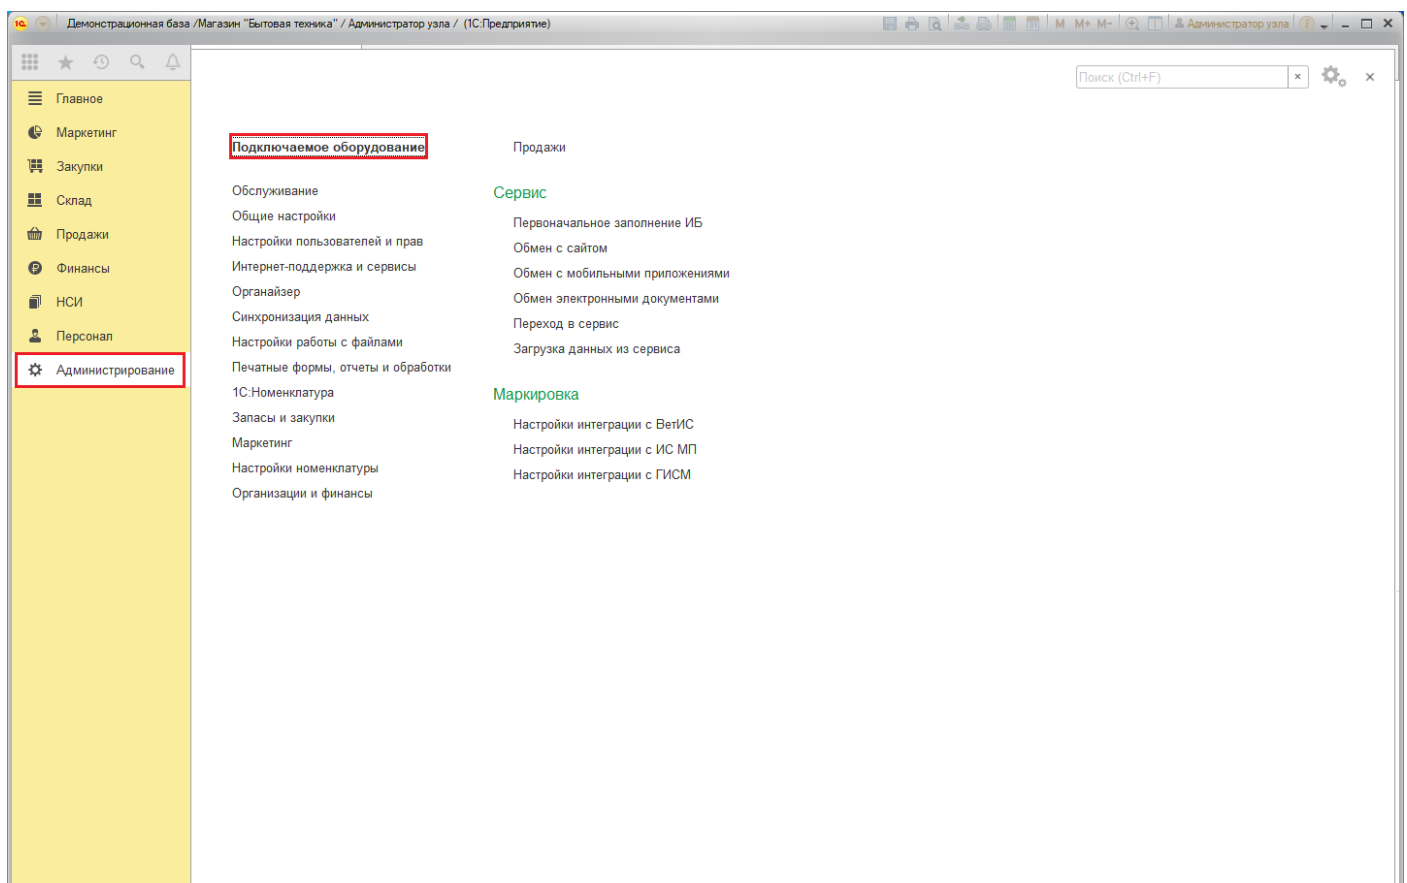 1С Демонстрационная база /Магазин "Бытовая техника" / Администратор узла / (1С:Предприятие)
M M+ M- Администратор узла
Поиск (Ctrl+F)
Главное
Маркетинг
Закупки
Склад
Продажи
Финансы
НСИ
Персонал
Администрирование
Подключаемое оборудование
Обслуживание
Общие настройки
Настройки пользователей и прав
Интернет-поддержка и сервисы
Органайзер
Синхронизация данных
Настройки работы с файлами
Печатные формы, отчеты и обработки
1С:Номенклатура
Запасы и закупки
Маркетинг
Настройки номенклатуры
Организации и финансы
Продажи
Сервис
Первоначальное заполнение ИБ
Обмен с сайтом
Обмен с мобильными приложениями
Обмен электронными документами
Переход в сервис
Загрузка данных из сервиса
Маркировка
Настройки интеграции с ВетИС
Настройки интеграции с ИС МП
Настройки интеграции с ГИСМ